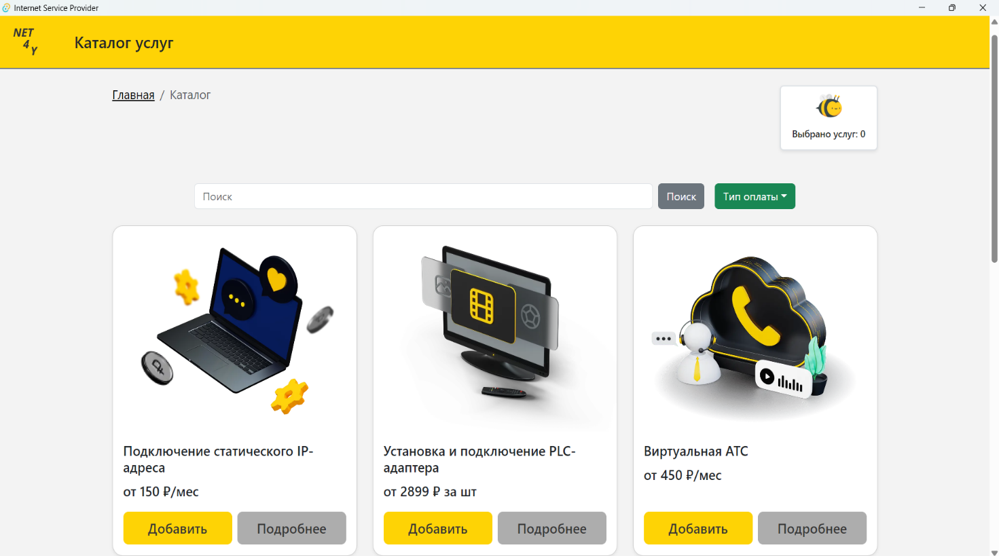 Internet Service Provider
NET
4
Y
Каталог услуг
Главная / Каталог
Выбрано услуг: 0
Поиск
Поиск
Тип оплаты
Подключение статического IP-
адреса
от 150 ₽/мес
Добавить
Подробнее
Установка и подключение PLC-
адаптера
от 2899 ₽ за шт
Добавить
Подробнее
Виртуальная АТС
от 450 ₽/мес
Добавить
Подробнее